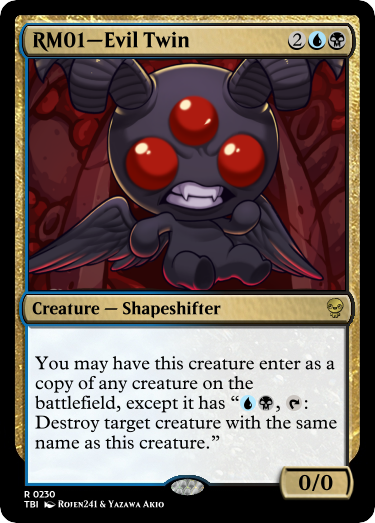 RM01—Evil Twin 2
Creature — Shapeshifter
You may have this creature enter as a
copy of any creature on the
battlefield, except it has “ , :
Destroy target creature with the same
name as this creature.”
0/0
R 0230
TBI Rofen241 & Yazawa Akio